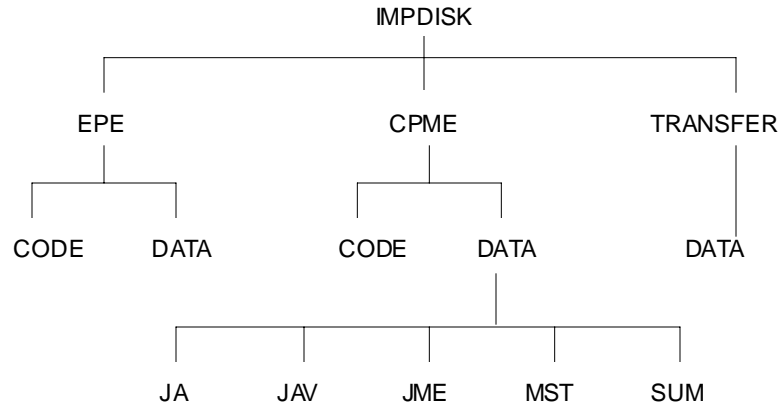 IMPDISK
EPE CPME TRANSFER
CODE DATA CODE DATA DATA
JA JAV JME MST SUM